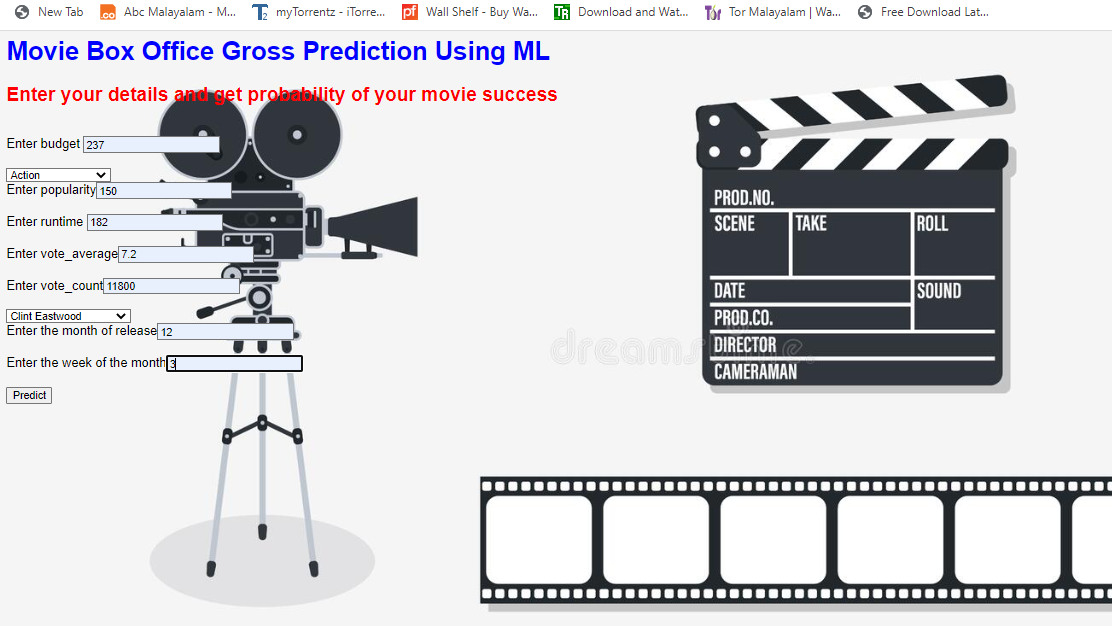 New Tab Abc Malayalam - M... myTorrentz - iTorre... Wall Shelf - Buy Wa... Download and Wat... Tor Malayalam | Wa... Free Download Lat...
Movie Box Office Gross Prediction Using ML
Enter your details and get probability of your movie success
Enter budget 237
Action
Enter popularity 150
Enter runtime 182
Enter vote_average 7.2
Enter vote_count 11800
Clint Eastwood
Enter the month of release 12
Enter the week of the month 3
Predict
PROD.NO.
SCENE TAKE ROLL
DATE SOUND
PROD.CO.
DIRECTOR
CAMERAMAN
dreamstime.